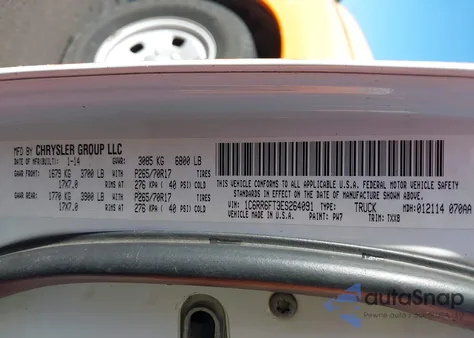 MFD BY CHRYSLER GROUP LLC
DATE OF MFR(BUILT): 1-14 GVWR: 3085 KG 6800 LB
GAWR FRONT: 1679 KG 3700 LB WITH P265/70R17 TIRES
17X7.0 RIMS AT 276 KPA ( 40 PSI) COLD
GAWR REAR: 1770 KG 3900 LB WITH P265/70R17 TIRES
17X7.0 RIMS AT 276 KPA ( 40 PSI) COLD
THIS VEHICLE CONFORMS TO ALL APPLICABLE U.S.A. FEDERAL MOTOR VEHICLE SAFETY
STANDARDS IN EFFECT ON THE DATE OF MANUFACTURE SHOWN ABOVE.
VIN: 1C6RR6FT3ES264091 TYPE: TRUCK MDH: 012114 070AA
VEHICLE MADE IN U.S.A. PAINT: PW7 TRIM: TXX8
autoSnap
Pewne auto